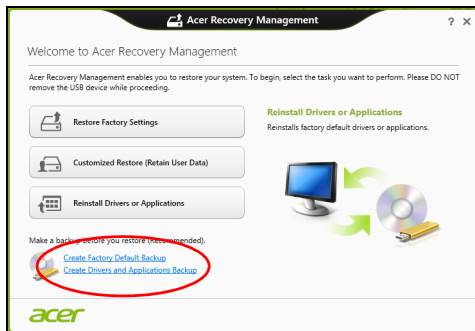 Acer Recovery Management
? X
Welcome to Acer Recovery Management
Acer Recovery Management enables you to restore your system. To begin, select the task you want to perform. Please DO NOT
remove the USB device while proceeding.
Restore Factory Settings
Customized Restore (Retain User Data)
Reinstall Drivers or Applications
Reinstall Drivers or Applications
Reinstalls factory default drivers or applications.
Make a backup before you restore (Recommended).
Create Factory Default Backup
Create Drivers and Applications Backup
acer